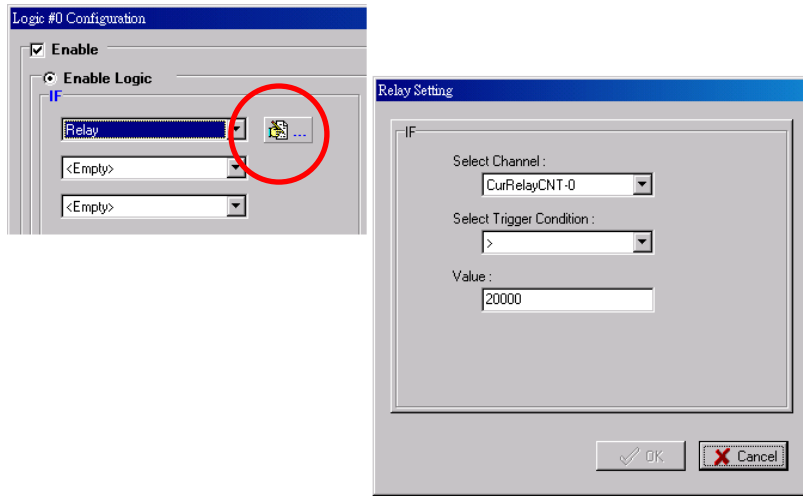 Logic #0 Configuration
Enable
Enable Logic
IF
Relay
...
<Empty>
<Empty>
Relay Setting
IF
Select Channel :
CurRelayCNT-0
Select Trigger Condition :
>
Value :
20000
OK
Cancel